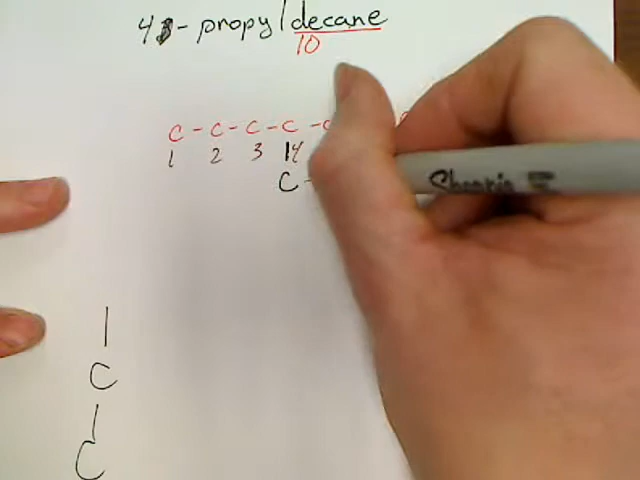 4 - propyldecane
10
C - C - C - C - C
1 2 3 4
C -
Sharpie
C
C